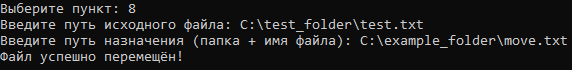 Выберите пункт: 8
Введите путь исходного файла: C:\test_folder\test.txt
Введите путь назначения (папка + имя файла): C:\example_folder\move.txt
Файл успешно перемещён!